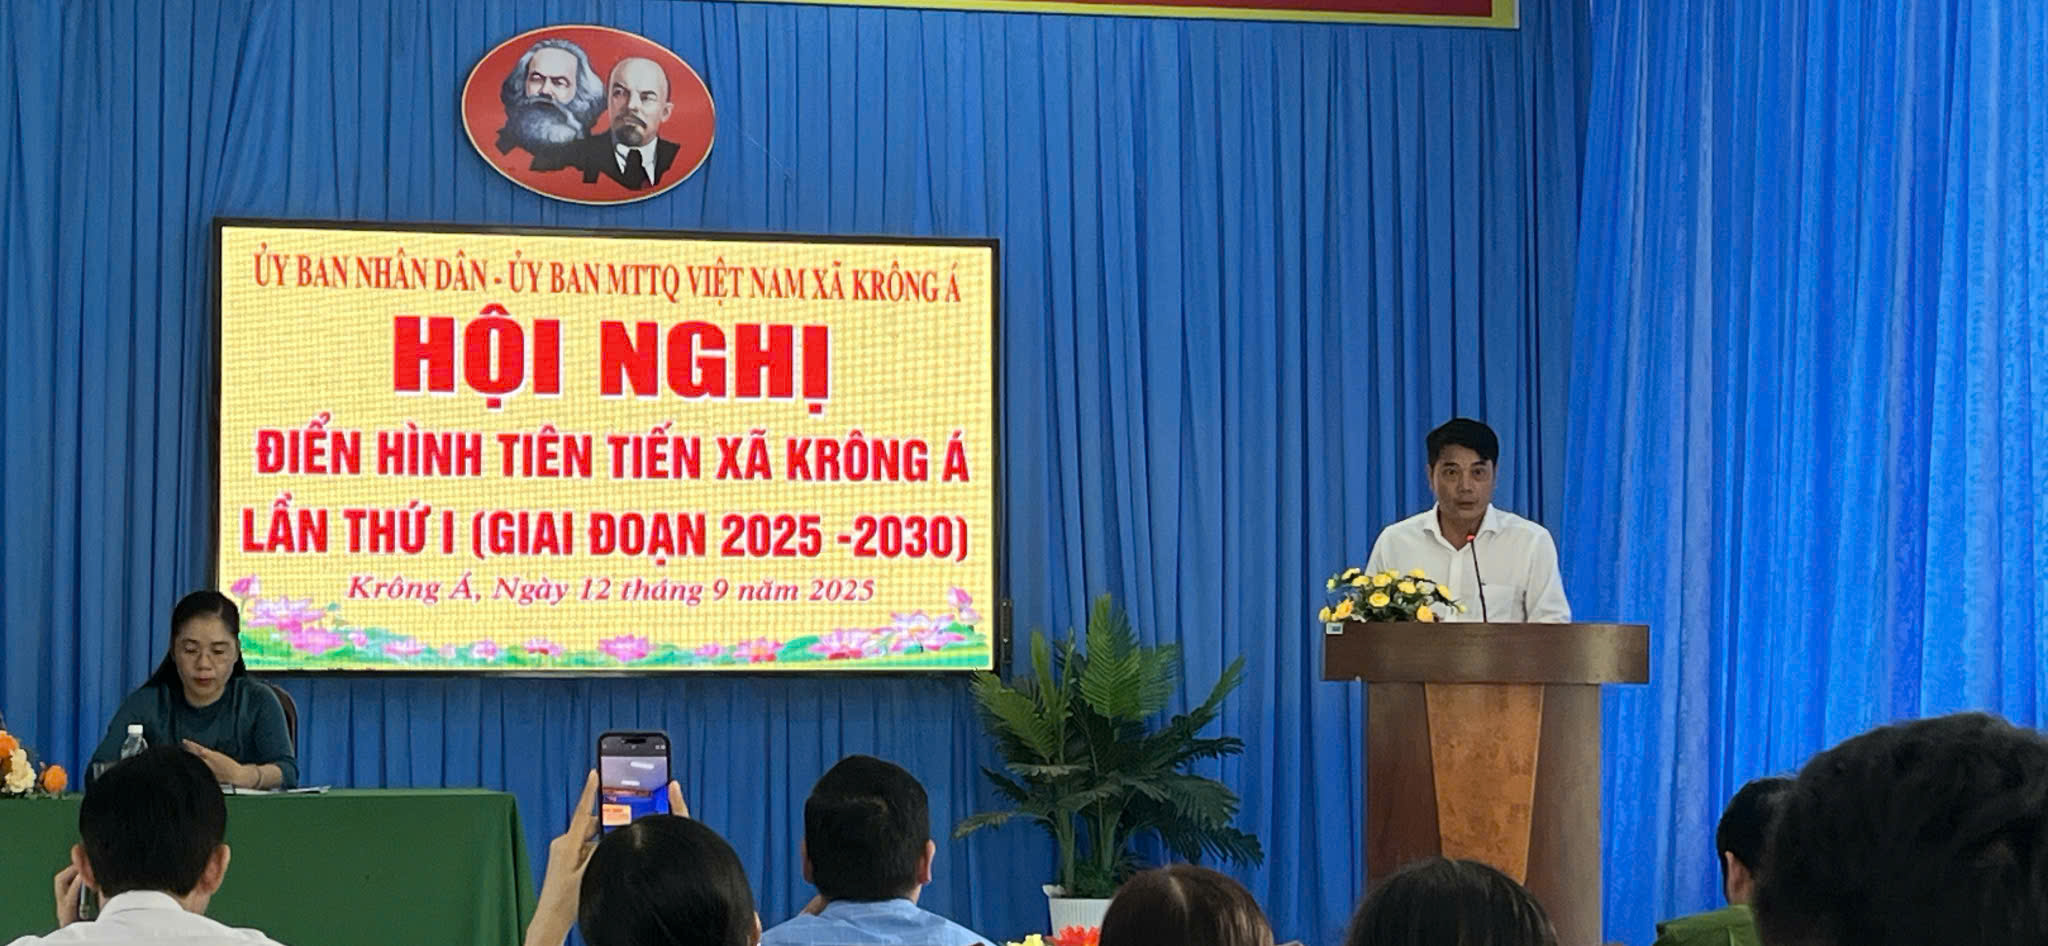 ỦY BAN NHÂN DÂN - ỦY BAN MTTQ VIỆT NAM XÃ KRÔNG Á
HỘI NGHỊ
ĐIỂN HÌNH TIÊN TIẾN XÃ KRÔNG Á
LẦN THỨ I (GIAI ĐOẠN 2025 -2030)
Krông Á, Ngày 12 tháng 9 năm 2025